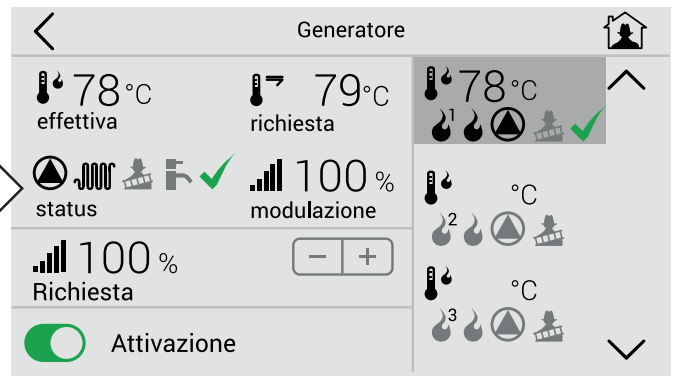 Generatore
78 °C
effettiva
79 °C
richiesta
status
100 %
modulazione
100 %
Richiesta
− +
Attivazione
78 °C
1
°C
2
°C
3